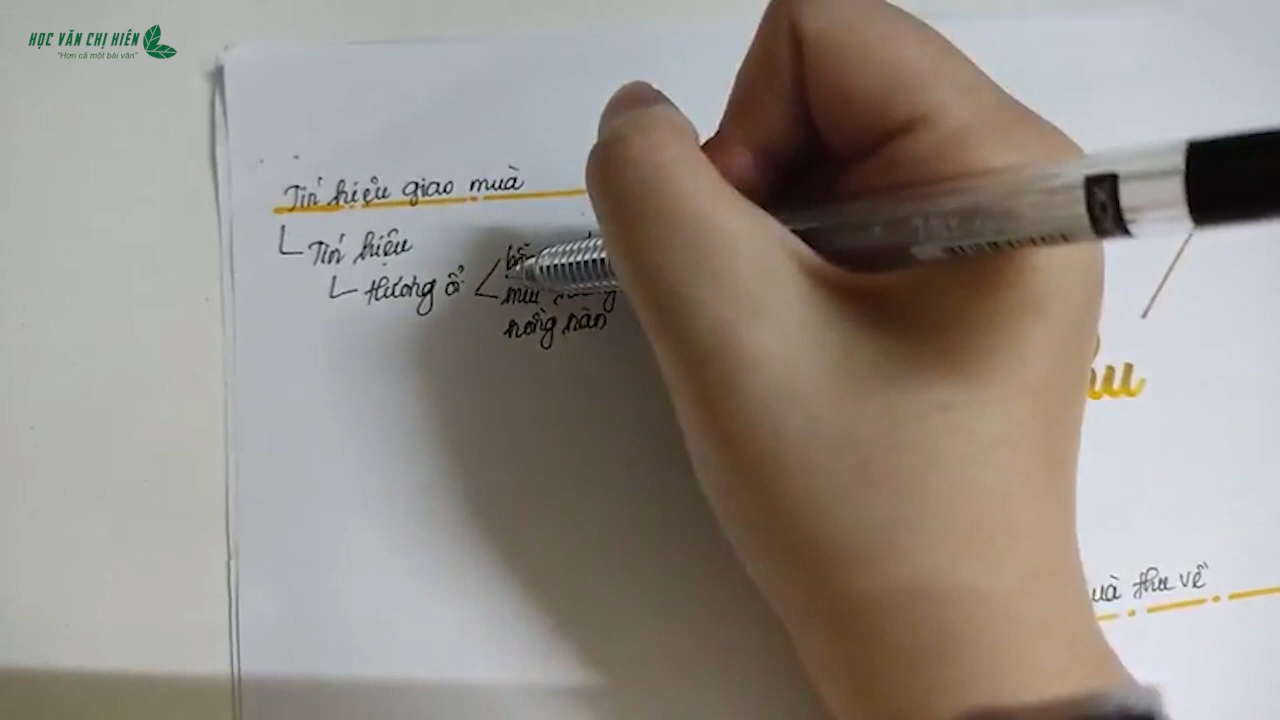 HỌC VĂN CHỊ HIÊN
"Hơn cả một bài văn"
Tín hiệu giao mùa
Tín hiệu
Hương ổi
nồng nàn
thu về